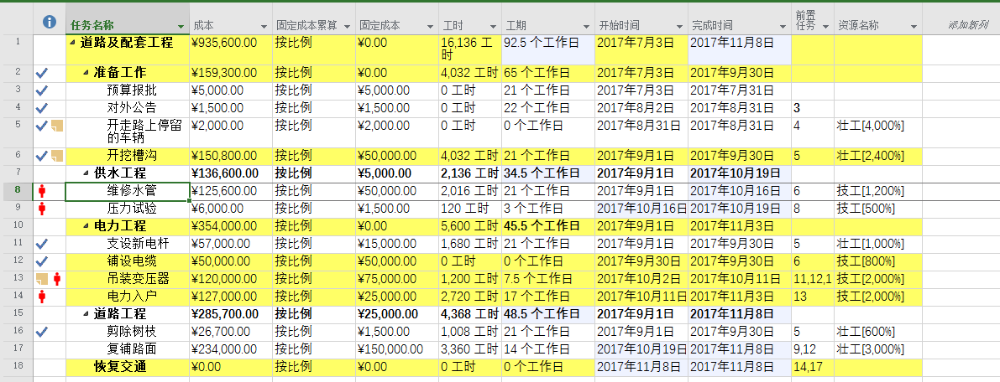 任务名称 成本 固定成本累算 固定成本 工时 工期 开始时间 完成时间 前置任务 资源名称 添加新列
1 道路及配套工程 ¥935,600.00 按比例 ¥0.00 16,136 工时 92.5 个工作日 2017年7月3日 2017年11月8日
2 准备工作 ¥159,300.00 按比例 ¥0.00 4,032 工时 65 个工作日 2017年7月3日 2017年9月30日
3 预算报批 ¥5,000.00 按比例 ¥5,000.00 0 工时 21 个工作日 2017年7月3日 2017年7月31日
4 对外公告 ¥1,500.00 按比例 ¥1,500.00 0 工时 22 个工作日 2017年8月2日 2017年8月31日 3
5 开走路上停留的车辆 ¥2,000.00 按比例 ¥2,000.00 0 工时 0 个工作日 2017年8月31日 2017年8月31日 4 壮工[4,000%]
6 开挖槽沟 ¥150,800.00 按比例 ¥50,000.00 4,032 工时 21 个工作日 2017年9月1日 2017年9月30日 5 壮工[2,400%]
7 供水工程 ¥136,600.00 按比例 ¥5,000.00 2,136 工时 34.5 个工作日 2017年9月1日 2017年10月19日
8 维修水管 ¥125,600.00 按比例 ¥50,000.00 2,016 工时 21 个工作日 2017年9月1日 2017年10月16日 6 技工[1,200%]
9 压力试验 ¥6,000.00 按比例 ¥1,500.00 120 工时 3 个工作日 2017年10月16日 2017年10月19日 8 技工[500%]
10 电力工程 ¥354,000.00 按比例 ¥0.00 5,600 工时 45.5 个工作日 2017年9月1日 2017年11月3日
11 支设新电杆 ¥57,000.00 按比例 ¥15,000.00 1,680 工时 21 个工作日 2017年9月1日 2017年9月30日 5 壮工[1,000%]
12 铺设电缆 ¥50,000.00 按比例 ¥50,000.00 0 工时 0 个工作日 2017年9月30日 2017年9月30日 6 技工[800%]
13 吊装变压器 ¥120,000.00 按比例 ¥75,000.00 1,200 工时 7.5 个工作日 2017年10月2日 2017年10月11日 11,12,1 技工[2,000%]
14 电力入户 ¥127,000.00 按比例 ¥25,000.00 2,720 工时 17 个工作日 2017年10月11日 2017年11月3日 13 技工[2,000%]
15 道路工程 ¥285,700.00 按比例 ¥25,000.00 4,368 工时 48.5 个工作日 2017年9月1日 2017年11月8日
16 剪除树枝 ¥26,700.00 按比例 ¥1,500.00 1,008 工时 21 个工作日 2017年9月1日 2017年9月30日 5 壮工[600%]
17 复铺路面 ¥234,000.00 按比例 ¥150,000.00 3,360 工时 14 个工作日 2017年10月19日 2017年11月8日 9,12 壮工[3,000%]
18 恢复交通 ¥0.00 按比例 ¥0.00 0 工时 0 个工作日 2017年11月8日 2017年11月8日 14,17